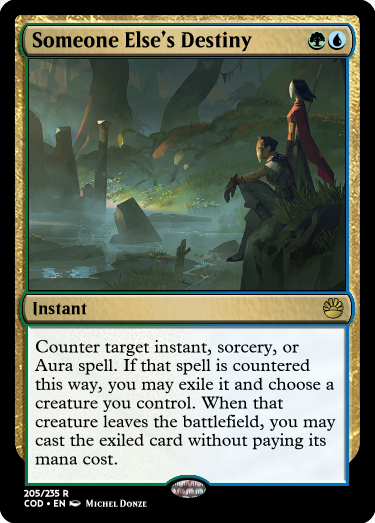 Someone Else's Destiny
Instant
Counter target instant, sorcery, or
Aura spell. If that spell is countered
this way, you may exile it and choose a
creature you control. When that
creature leaves the battlefield, you may
cast the exiled card without paying its
mana cost.
205/235 R
COD • EN Michel Donze